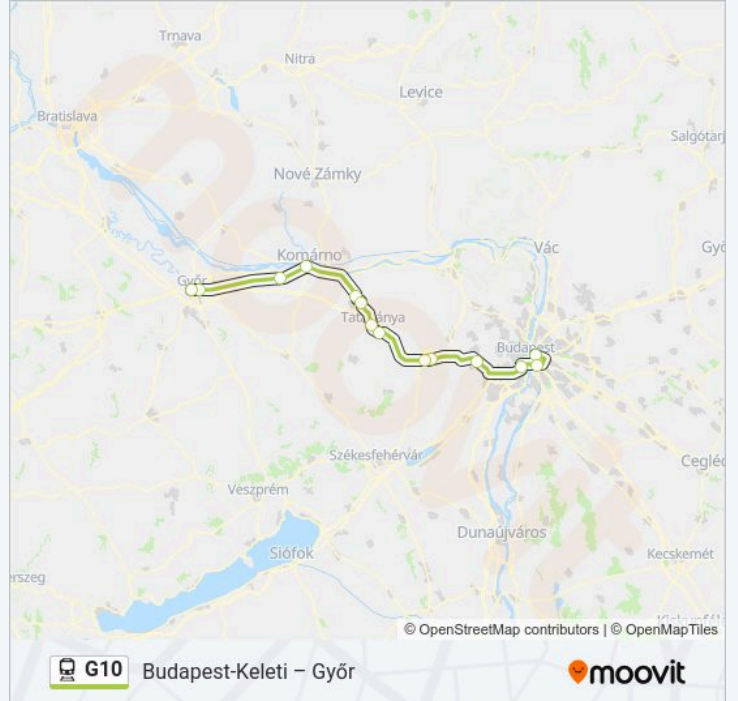 Trnava
Nitra
Levice
Bratislava
Salgótarj
Nové Zámky
Vác
Komárno
Gyö
Győr
Tatabánya
Budapest
Székesfehérvár
Cegléd
Veszprém
Dunaújváros
Siófok
Kecskemét
erszeg
© OpenStreetMap contributors | © OpenMapTiles
G10 Budapest-Keleti – Győr
moovit